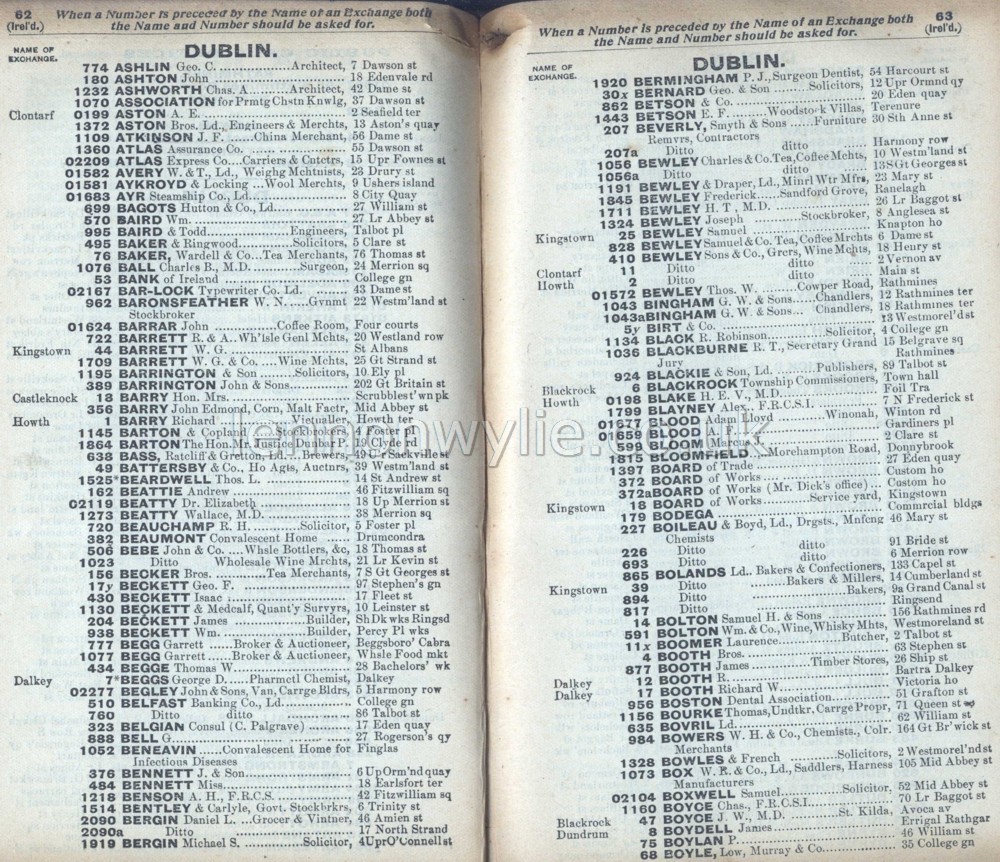 62 When a Number is preceded by the Name of an Exchange both
(Irel'd.) the Name and Number should be asked for.
NAME OF EXCHANGE. DUBLIN.
774 ASHLIN Geo. C. ...Architect, 7 Dawson st
180 ASHTON John ... 18 Edenvale rd
1232 ASHWORTH Chas. A ...Architect, 42 Dame st
1070 ASSOCIATION for Prmtg Chstn Knwlg, 37 Dawson st
Clontarf 0199 ASTON A. E. ... 2 Seafield ter
1372 ASTON Bros. Ld., Engineers & Merchts, 13 Aston's quay
1109 ATKINSON J. F. ...China Merchant, 56 Dame st
1360 ATLAS Assurance Co. ... 55 Dawson st
02209 ATLAS Express Co....Carriers & Cntctrs, 15 Upr Fownes st
01582 AVERY W. & T., Ld., Weighg Mchtnists, 23 Drury st
01581 AYKROYD & Locking ...Wool Merchts, 9 Ushers island
01683 AYR Steamship Co., Ld. ... 8 City Quay
699 BAGOTS Hutton & Co., Ld. ... 27 William st
570 BAIRD Wm. ... 27 Lr Abbey st
995 BAIRD & Todd ...Engineers, Talbot pl
495 BAKER & Ringwood ...Solicitors, 5 Clare st
76 BAKER, Wardell & Co...Tea Merchants, 76 Thomas st
1076 BALL Charles B., M.D. ...Surgeon, 24 Merrion sq
53 BANK of Ireland ... College gn
02167 BAR-LOCK Typewriter Co. Ld. ... 43 Dame st
962 BARONSFEATHER W. N. ...Gvnmt 22 Westm'land st
Stockbroker
01624 BARRAR John ...Coffee Room, Four courts
722 BARRETT R. & A...Wh'lsle Genl Mchts, 20 Westland row
Kingstown 44 BARRETT W. G. ... St Albans
1709 BARRETT W. G. & Co. ...Wine Mchts, 25 Gt Strand st
1195 BARRINGTON & Son ...Solicitors, 10 Ely pl
389 BARRINGTON John & Sons ... 202 Gt Britain st
Castleknock 18 BARRY Hon. Mrs. ... Scrubblest'wn pk
356 BARRY John Edmond, Corn, Malt Factr, Mid Abbey st
Howth 1 BARRY Richard ...Victualler, Howth ter
1145 BARTON & Copland ...Stockbrokers, 4 Foster pl
1864 BARTON The Hon. Mr. Justice Dunbar P. 19 Clyde rd
638 BASS, Ratcliff & Gretton, Ld...Brewers, 49 U Sackville st
49 BATTERSBY & Co., Ho Agts, Auctnrs, 39 Westm'land st
1525* BEARDWELL Thos. L. ... 14 St Andrew st
162 BEATTIE Andrew ... 46 Fitzwilliam sq
02119 BEATTY Dr. Elizabeth ... 18 Up Merrion st
1273 BEATTY Wallace, M.D. ... 38 Merrion sq
720 BEAUCHAMP R. H. ...Solicitor, 5 Foster pl
382 BEAUMONT Convalescent Home ... Drumcondra
506 BEBE John & Co. ...Whsle Bottlers, &c, 18 Thomas st
1023 Ditto Wholesale Wine Mrchts, 21 Lr Kevin st
156 BECKER Bros. ...Tea Merchants, 7 S Gt Georges st
17y BECKETT Geo. F. ... 97 Stephen's gn
430 BECKETT Isaac ... 17 Fleet st
1130 BECKETT & Medcalf, Quant'y Survyrs, 10 Leinster st
204 BECKETT James ...Builder, Sh Dk wks Ringsd
938 BECKETT Wm. ...Builder, Percy Pl wks
777 BEGG Garrett ...Broker & Auctioneer, Beggsboro' Cabra
1077 BEGG Garrett ...Broker & Auctioneer, Whole Food mkt
434 BEGGE Thomas W. ... 28 Bachelors' wk
Dalkey 7* BEGGS George D. ...Pharmctl Chemist, Dalkey
02277 BEGLEY John & Sons, Van, Carrge Bldrs, 5 Harmony row
510 BELFAST Banking Co., Ld. ... College gn
760 Ditto ditto ... 86 Talbot st
323 BELGIAN Consul (C. Palgrave) ... 17 Eden quay
888 BELL G. ... 27 Rogerson's qy
1052 BENEAVIN ...Convalescent Home for Finglas
Infectious Diseases
376 BENNETT J. & Son ... 6 Up Orm'nd quay
484 BENNETT Miss ... 18 Earlsfort ter
1218 BENSON A. H., F.R.C.S. ... 42 Fitzwilliam sq
1514 BENTLEY & Carlyle, Govt. Stockbrkrs, 6 Trinity st
2090 BERGIN Daniel L. ...Grocer & Vintner, 46 Amien st
2090a Ditto ... 17 North Strand
1919 BERGIN Michael S. ...Solicitor, 4 Upr O'Connell st
When a Number is preceded by the Name of an Exchange both 63
the Name and Number should be asked for. (Irel'd.)
NAME OF EXCHANGE. DUBLIN.
1920 BERMINGHAM P. J., Surgeon Dentist, 54 Harcourt st
30x BERNARD Geo. & Son ...Solicitors, 12 Upr Ormnd qy
862 BETSON & Co. ... 20 Eden quay
1443 BETSON E. F. ...Woodstock Villas, Terenure
207 BEVERLY, Smyth & Sons ...Furniture 30 Sth Anne st
Remvrs, Contractors
207a Ditto ditto ... Harmony row
1056 BEWLEY Charles & Co. Tea, Coffee Mchts, 10 Westm'land st
1056a Ditto ditto ... 13 S Gt Georges st
1191 BEWLEY & Draper, Ld., Minrl Wtr Mfrs, 23 Mary st
1845 BEWLEY Frederick ...Sandford Grove, Ranelagh
1711 BEWLEY H. T., M.D. ... 26 Lr Baggot st
1324 BEWLEY Joseph ...Stockbroker, 8 Anglesea st
Kingstown 25 BEWLEY Samuel ... Knapton ho
828 BEWLEY Samuel & Co. Tea, Coffee Mrchts 6 Dame st
410 BEWLEY Sons & Co., Grers, Wine Mchts, 18 Henry st
Clontarf 11 Ditto ditto ... 2 Vernon av
Howth 2 Ditto ditto ... Main st
01572 BEWLEY Thos. W. ...Cowper Road, Rathmines
1043 BINGHAM G. W. & Sons ...Chandlers, 12 Rathmines ter
1043a BINGHAM G. W. & Sons... Chandlers, 18 Rathmines ter
5y BIRT & Co. ... 13 Westmorel'd st
1134 BLACK R. Robinson ...Solicitor, 4 College gn
1036 BLACKBURNE R. T., Secretary Grand 15 Belgrave sq
Jury Rathmines
924 BLACKIE & Son, Ld. ...Publishers, 89 Talbot st
Blackrock 6 BLACKROCK Township Commissioners, Town hall
Howth 0198 BLAKE H. E. V., M.D. ... Foil Tra
1799 BLAYNEY Alex., F.R.C.S.I. ... 7 N Frederick st
01677 BLOOD Adam Lloyd ...Winonah, Winton rd
01659 BLOOD A. ... Gardiners pl
599 BLOOM Marcus J. ... 2 Clare st
1815 BLOOMFIELD ...Morehampton Road, Donnybrook
1397 BOARD of Trade ... 27 Eden quay
372 BOARD of Works ... Custom ho
372a BOARD of Works (Mr. Dick's office)... Custom ho
Kingstown 18 BOARD of Works ...Service yard, Kingstown
179 BODEGA ... Commrcial bldgs
227 BOILEAU & Boyd, Ld., Drgsts., Mnfcng 46 Mary st
Chemists
226 Ditto ditto ... 91 Bride st
693 Ditto ditto ... 6 Merrion row
865 BOLANDS Ld.. Bakers & Confectioners, 133 Capel st
Kingstown 39 Ditto ...Bakers & Millers, 14 Cumberland st
894 Ditto ...Bakers, 9a Grand Canal st
817 Ditto ... Ringsend
14 BOLTON Samuel H. & Sons ... 156 Rathmines rd
591 BOLTON Wm. & Co., Wine, Whisky Mhts, Westmoreland st
11x BOOMER Laurence ...Butcher, 2 Talbot st
4 BOOTH Bros. ... 63 Stephen st
877 BOOTH James ...Timber Stores, 26 Ship st
Dalkey 12 BOOTH R. ... Bartra Dalkey
Dalkey 17 BOOTH Richard W. ... Victoria ho
956 BOSTON Dental Association ... 51 Grafton st
1156 BOURKE Thomas, Undtkr. Carrge Propr, 71 Queen st
635 BOVRIL Ld. ... 62 William st
984 BOWERS W. H. & Co., Chemists., Colr. 164 Gt Br'wick st
Merchants
1328 BOWLES & French ...Solicitors, 2 Westmorel'nd st
1073 BOX W. R. & Co., Ld., Saddlers, Harness 105 Mid Abbey st
Manufacturers
02104 BOXWELL Samuel ...Solicitor, 52 Mid Abbey st
1160 BOYCE Chas., F.R.C.S.I. ... 70 Lr Baggot st
Blackrock 47 BOYCE J. W., M.D. ...St. Kilda, Avoca av
Dundrum 8 BOYDELL James ... Errigal Rathgar
75 BOYLAN P. ... 46 William st
68 BOYLE, Low, Murray & Co. ... 35 College gn